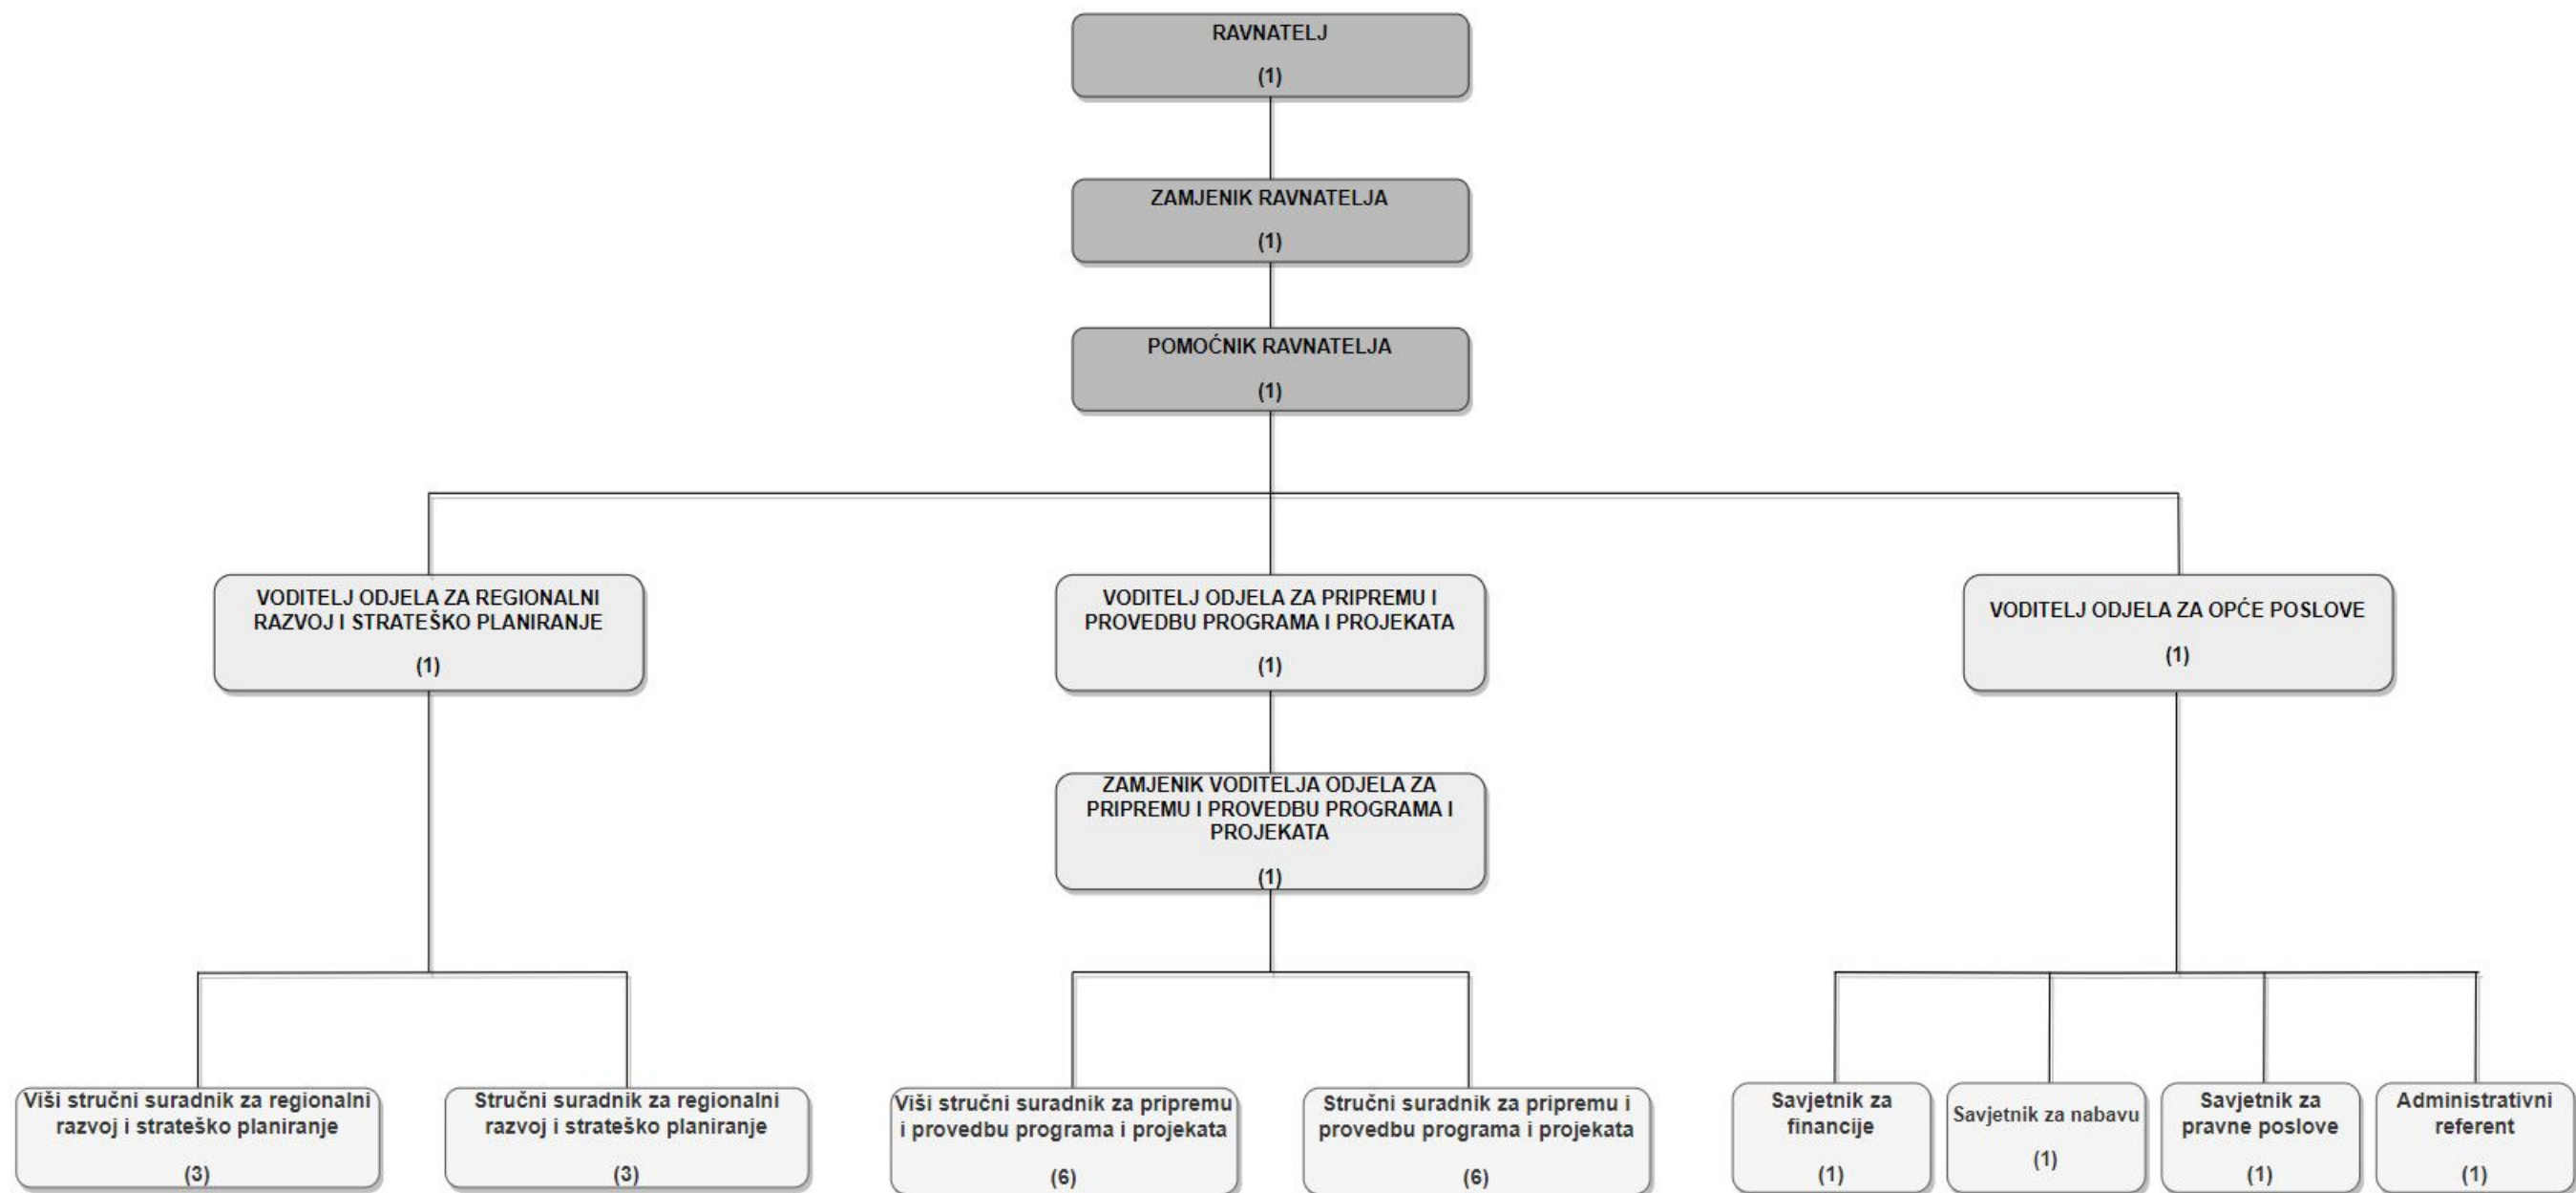 RAVNATELJ
(1)
ZAMJENIK RAVNATELJA
(1)
POMOĆNIK RAVNATELJA
(1)
VODITELJ ODJELA ZA REGIONALNI
RAZVOJ I STRATEŠKO PLANIRANJE
(1)
VODITELJ ODJELA ZA PRIPREMU I
PROVEDBU PROGRAMA I PROJEKATA
(1)
VODITELJ ODJELA ZA OPĆE POSLOVE
(1)
ZAMJENIK VODITELJA ODJELA ZA
PRIPREMU I PROVEDBU PROGRAMA I
PROJEKATA
(1)
Viši stručni suradnik za regionalni
razvoj i strateško planiranje
(3)
Stručni suradnik za regionalni
razvoj i strateško planiranje
(3)
Viši stručni suradnik za pripremu
i provedbu programa i projekata
(6)
Stručni suradnik za pripremu i
provedbu programa i projekata
(6)
Savjetnik za
financije
(1)
Savjetnik za nabavu
(1)
Savjetnik za
pravne poslove
(1)
Administrativni
referent
(1)